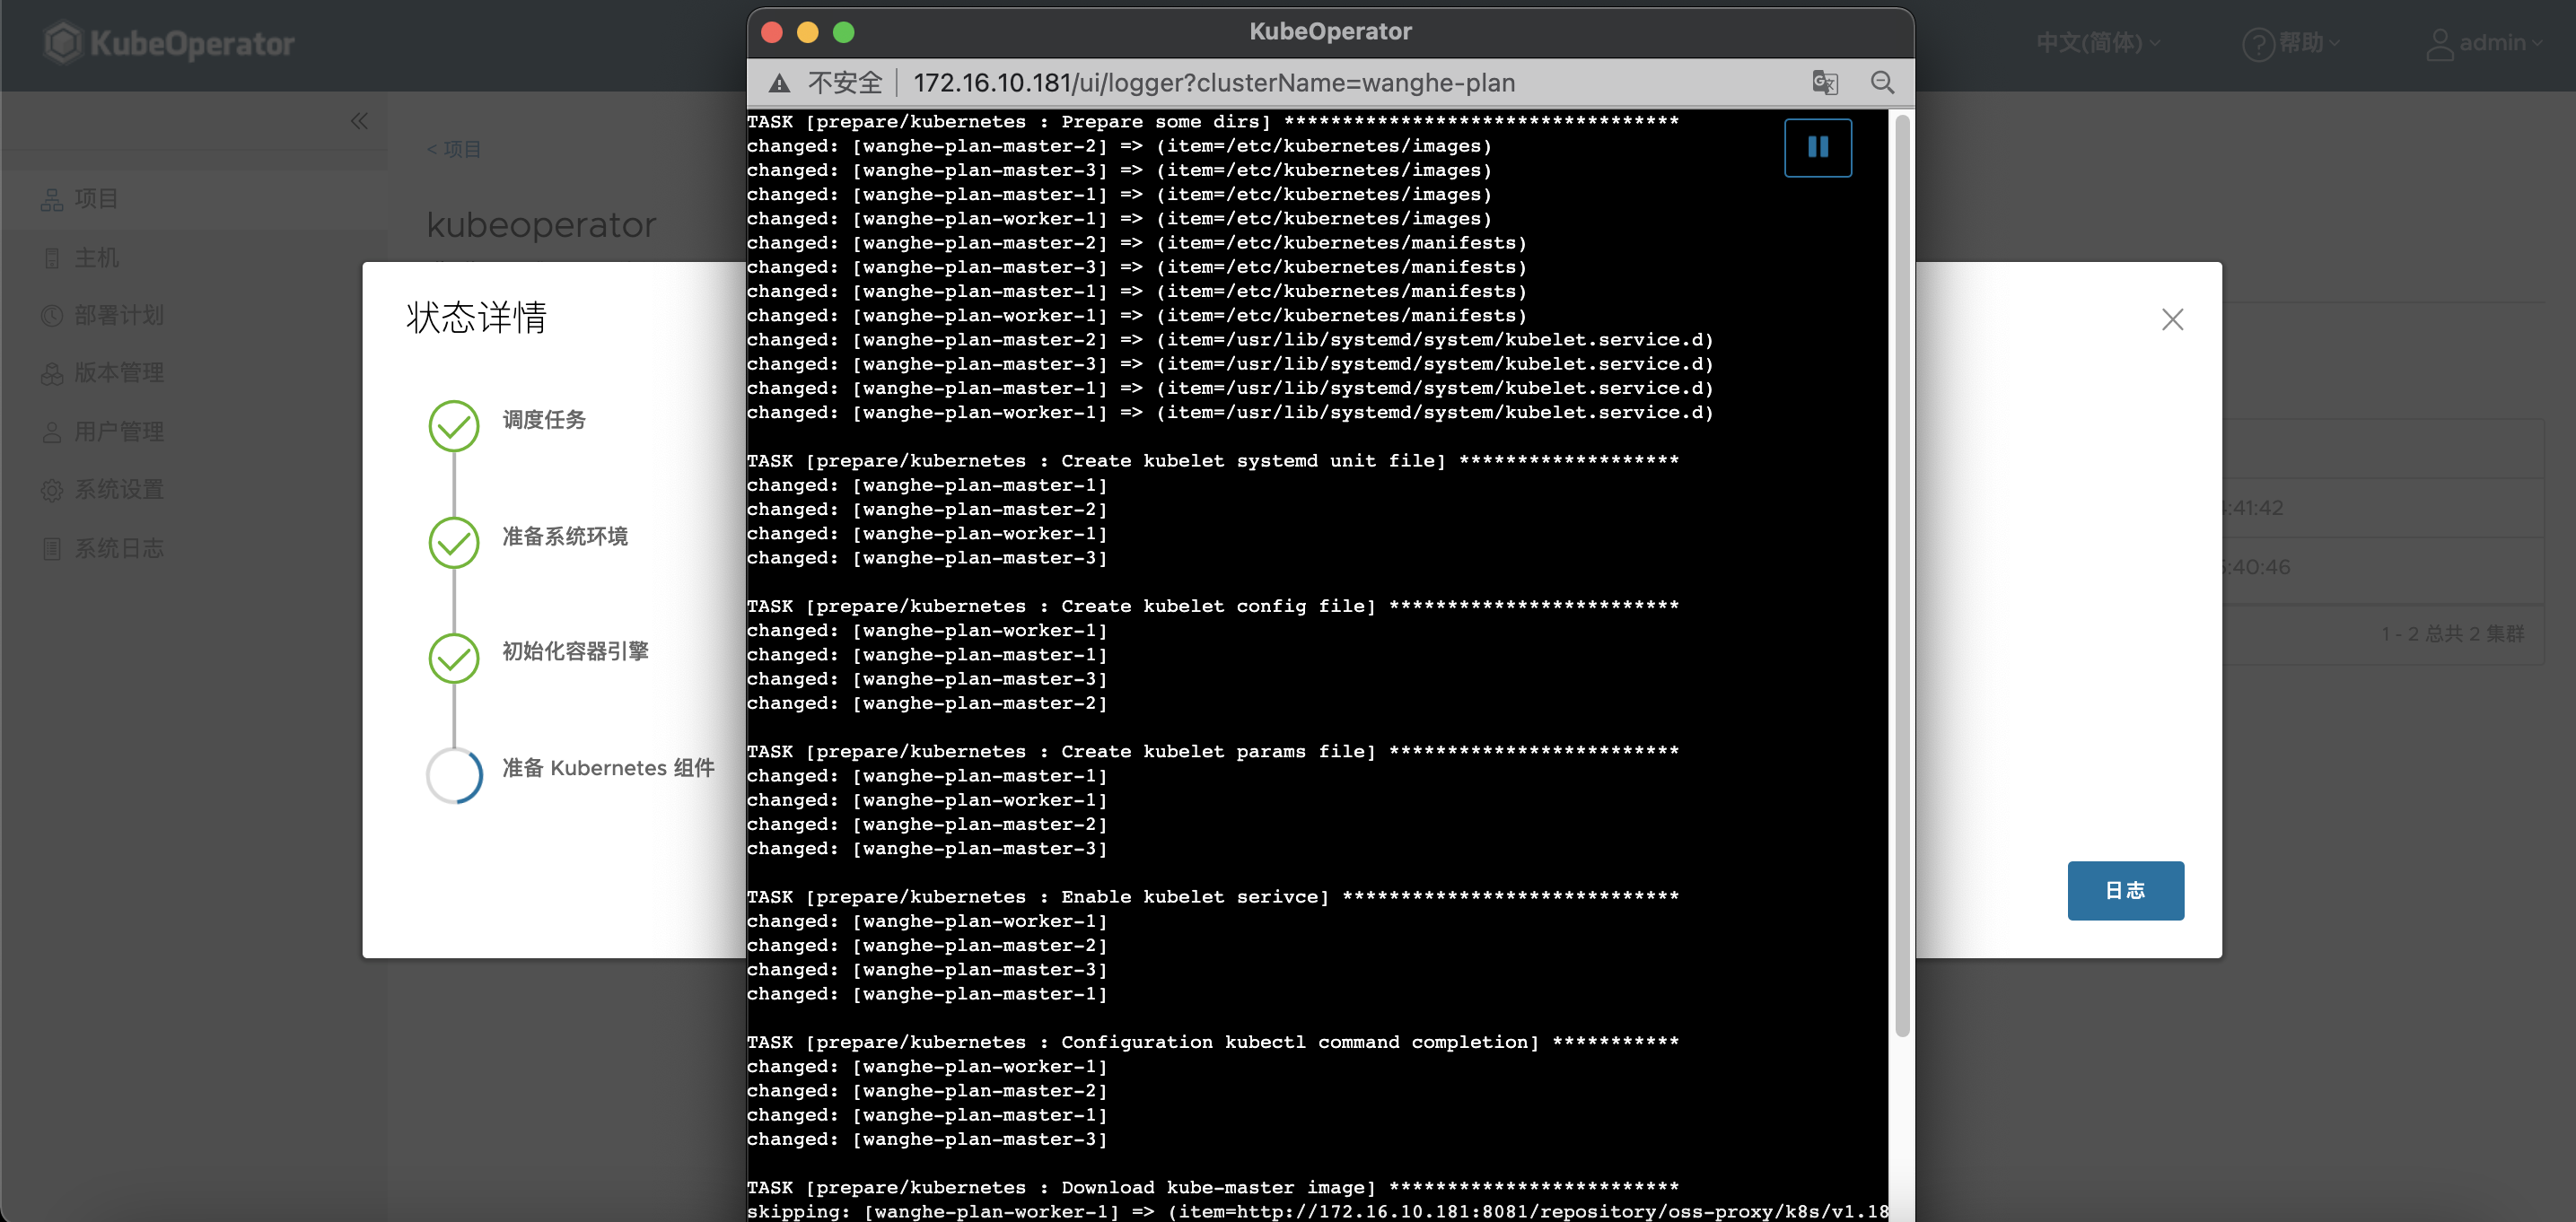 KubeOperator
中文(简体)
帮助
admin
项目
主机
部署计划
版本管理
用户管理
系统设置
系统日志
< 项目
kubeoperator
状态详情
调度任务
准备系统环境
初始化容器引擎
准备 Kubernetes 组件
KubeOperator
不安全
172.16.10.181/ui/logger?clusterName=wanghe-plan
TASK [prepare/kubernetes : Prepare some dirs] **********************************
changed: [wanghe-plan-master-2] => (item=/etc/kubernetes/images)
changed: [wanghe-plan-master-3] => (item=/etc/kubernetes/images)
changed: [wanghe-plan-master-1] => (item=/etc/kubernetes/images)
changed: [wanghe-plan-worker-1] => (item=/etc/kubernetes/images)
changed: [wanghe-plan-master-2] => (item=/etc/kubernetes/manifests)
changed: [wanghe-plan-master-3] => (item=/etc/kubernetes/manifests)
changed: [wanghe-plan-master-1] => (item=/etc/kubernetes/manifests)
changed: [wanghe-plan-worker-1] => (item=/etc/kubernetes/manifests)
changed: [wanghe-plan-master-2] => (item=/usr/lib/systemd/system/kubelet.service.d)
changed: [wanghe-plan-master-3] => (item=/usr/lib/systemd/system/kubelet.service.d)
changed: [wanghe-plan-master-1] => (item=/usr/lib/systemd/system/kubelet.service.d)
changed: [wanghe-plan-worker-1] => (item=/usr/lib/systemd/system/kubelet.service.d)
TASK [prepare/kubernetes : Create kubelet systemd unit file] *******************
changed: [wanghe-plan-master-1]
changed: [wanghe-plan-master-2]
changed: [wanghe-plan-worker-1]
changed: [wanghe-plan-master-3]
TASK [prepare/kubernetes : Create kubelet config file] *************************
changed: [wanghe-plan-worker-1]
changed: [wanghe-plan-master-1]
changed: [wanghe-plan-master-3]
changed: [wanghe-plan-master-2]
TASK [prepare/kubernetes : Create kubelet params file] *************************
changed: [wanghe-plan-master-1]
changed: [wanghe-plan-worker-1]
changed: [wanghe-plan-master-2]
changed: [wanghe-plan-master-3]
TASK [prepare/kubernetes : Enable kubelet serivce] *****************************
changed: [wanghe-plan-worker-1]
changed: [wanghe-plan-master-2]
changed: [wanghe-plan-master-3]
changed: [wanghe-plan-master-1]
TASK [prepare/kubernetes : Configuration kubectl command completion] ***********
changed: [wanghe-plan-worker-1]
changed: [wanghe-plan-master-2]
changed: [wanghe-plan-master-1]
changed: [wanghe-plan-master-3]
TASK [prepare/kubernetes : Download kube-master image] *************************
skipping: [wanghe-plan-worker-1] => (item=http://172.16.10.181:8081/repository/oss-proxy/k8s/v1.18
:41:42
:40:46
1 - 2 总共 2 集群
日志